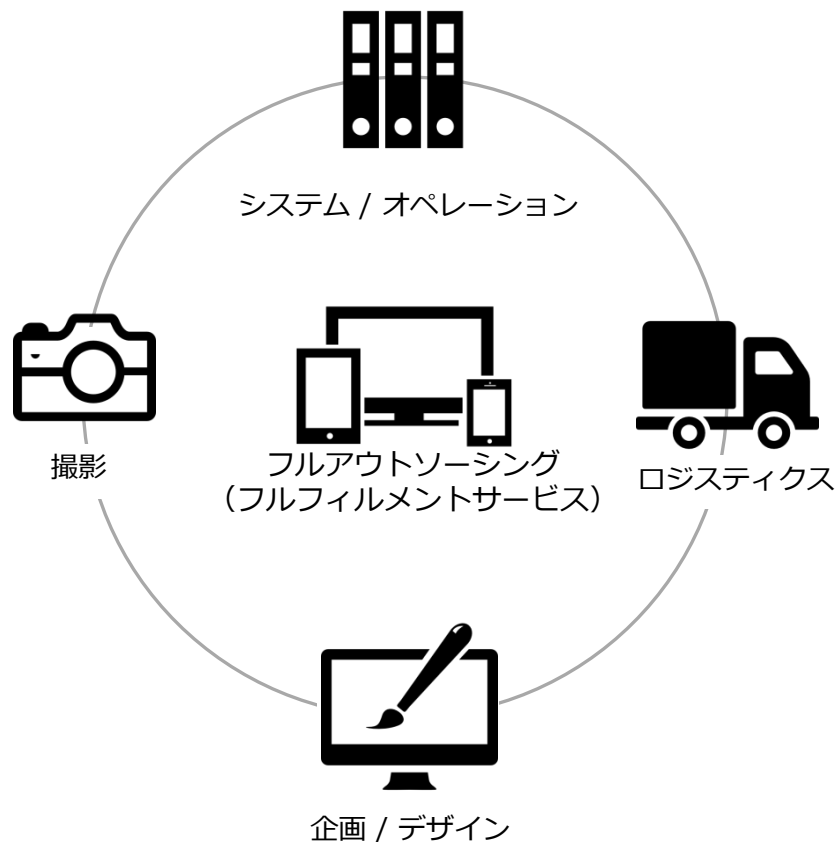 システム / オペレーション
撮影
フルアウトソーシング
（フルフィルメントサービス）
ロジスティクス
企画 / デザイン